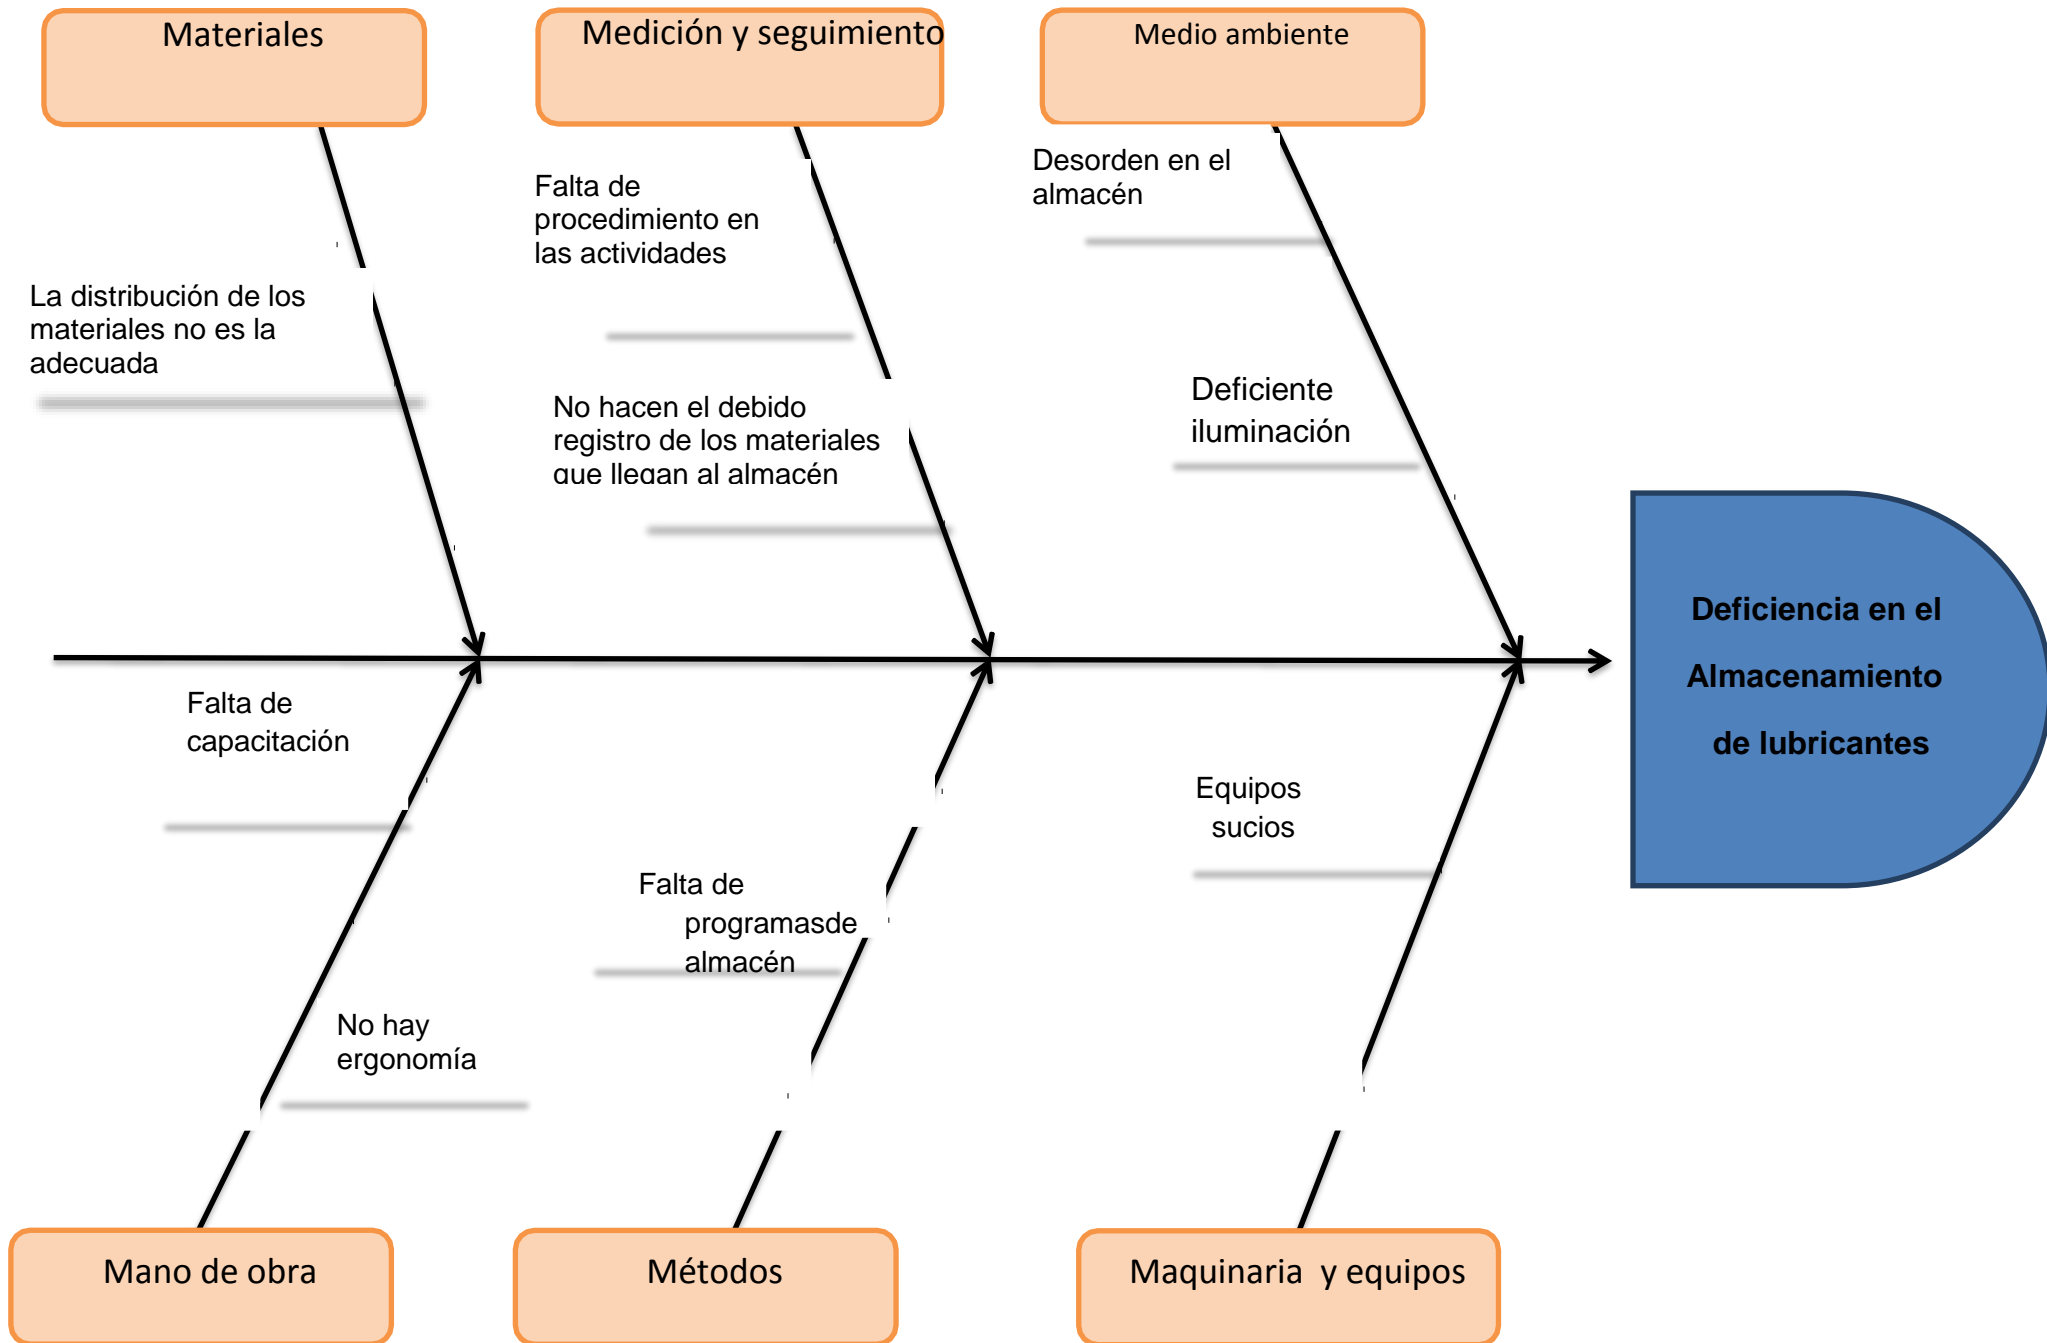 Materiales
Medición y seguimiento
Medio ambiente
Desorden en el
almacén
Falta de
procedimiento en
las actividades
La distribución de los
materiales no es la
adecuada
Deficiente
iluminación
No hacen el debido
registro de los materiales
que llegan al almacén
Deficiencia en el
Almacenamiento
de lubricantes
Falta de
capacitación
Equipos
sucios
Falta de
programasde
almacén
No hay
ergonomía
Mano de obra
Métodos
Maquinaria y equipos